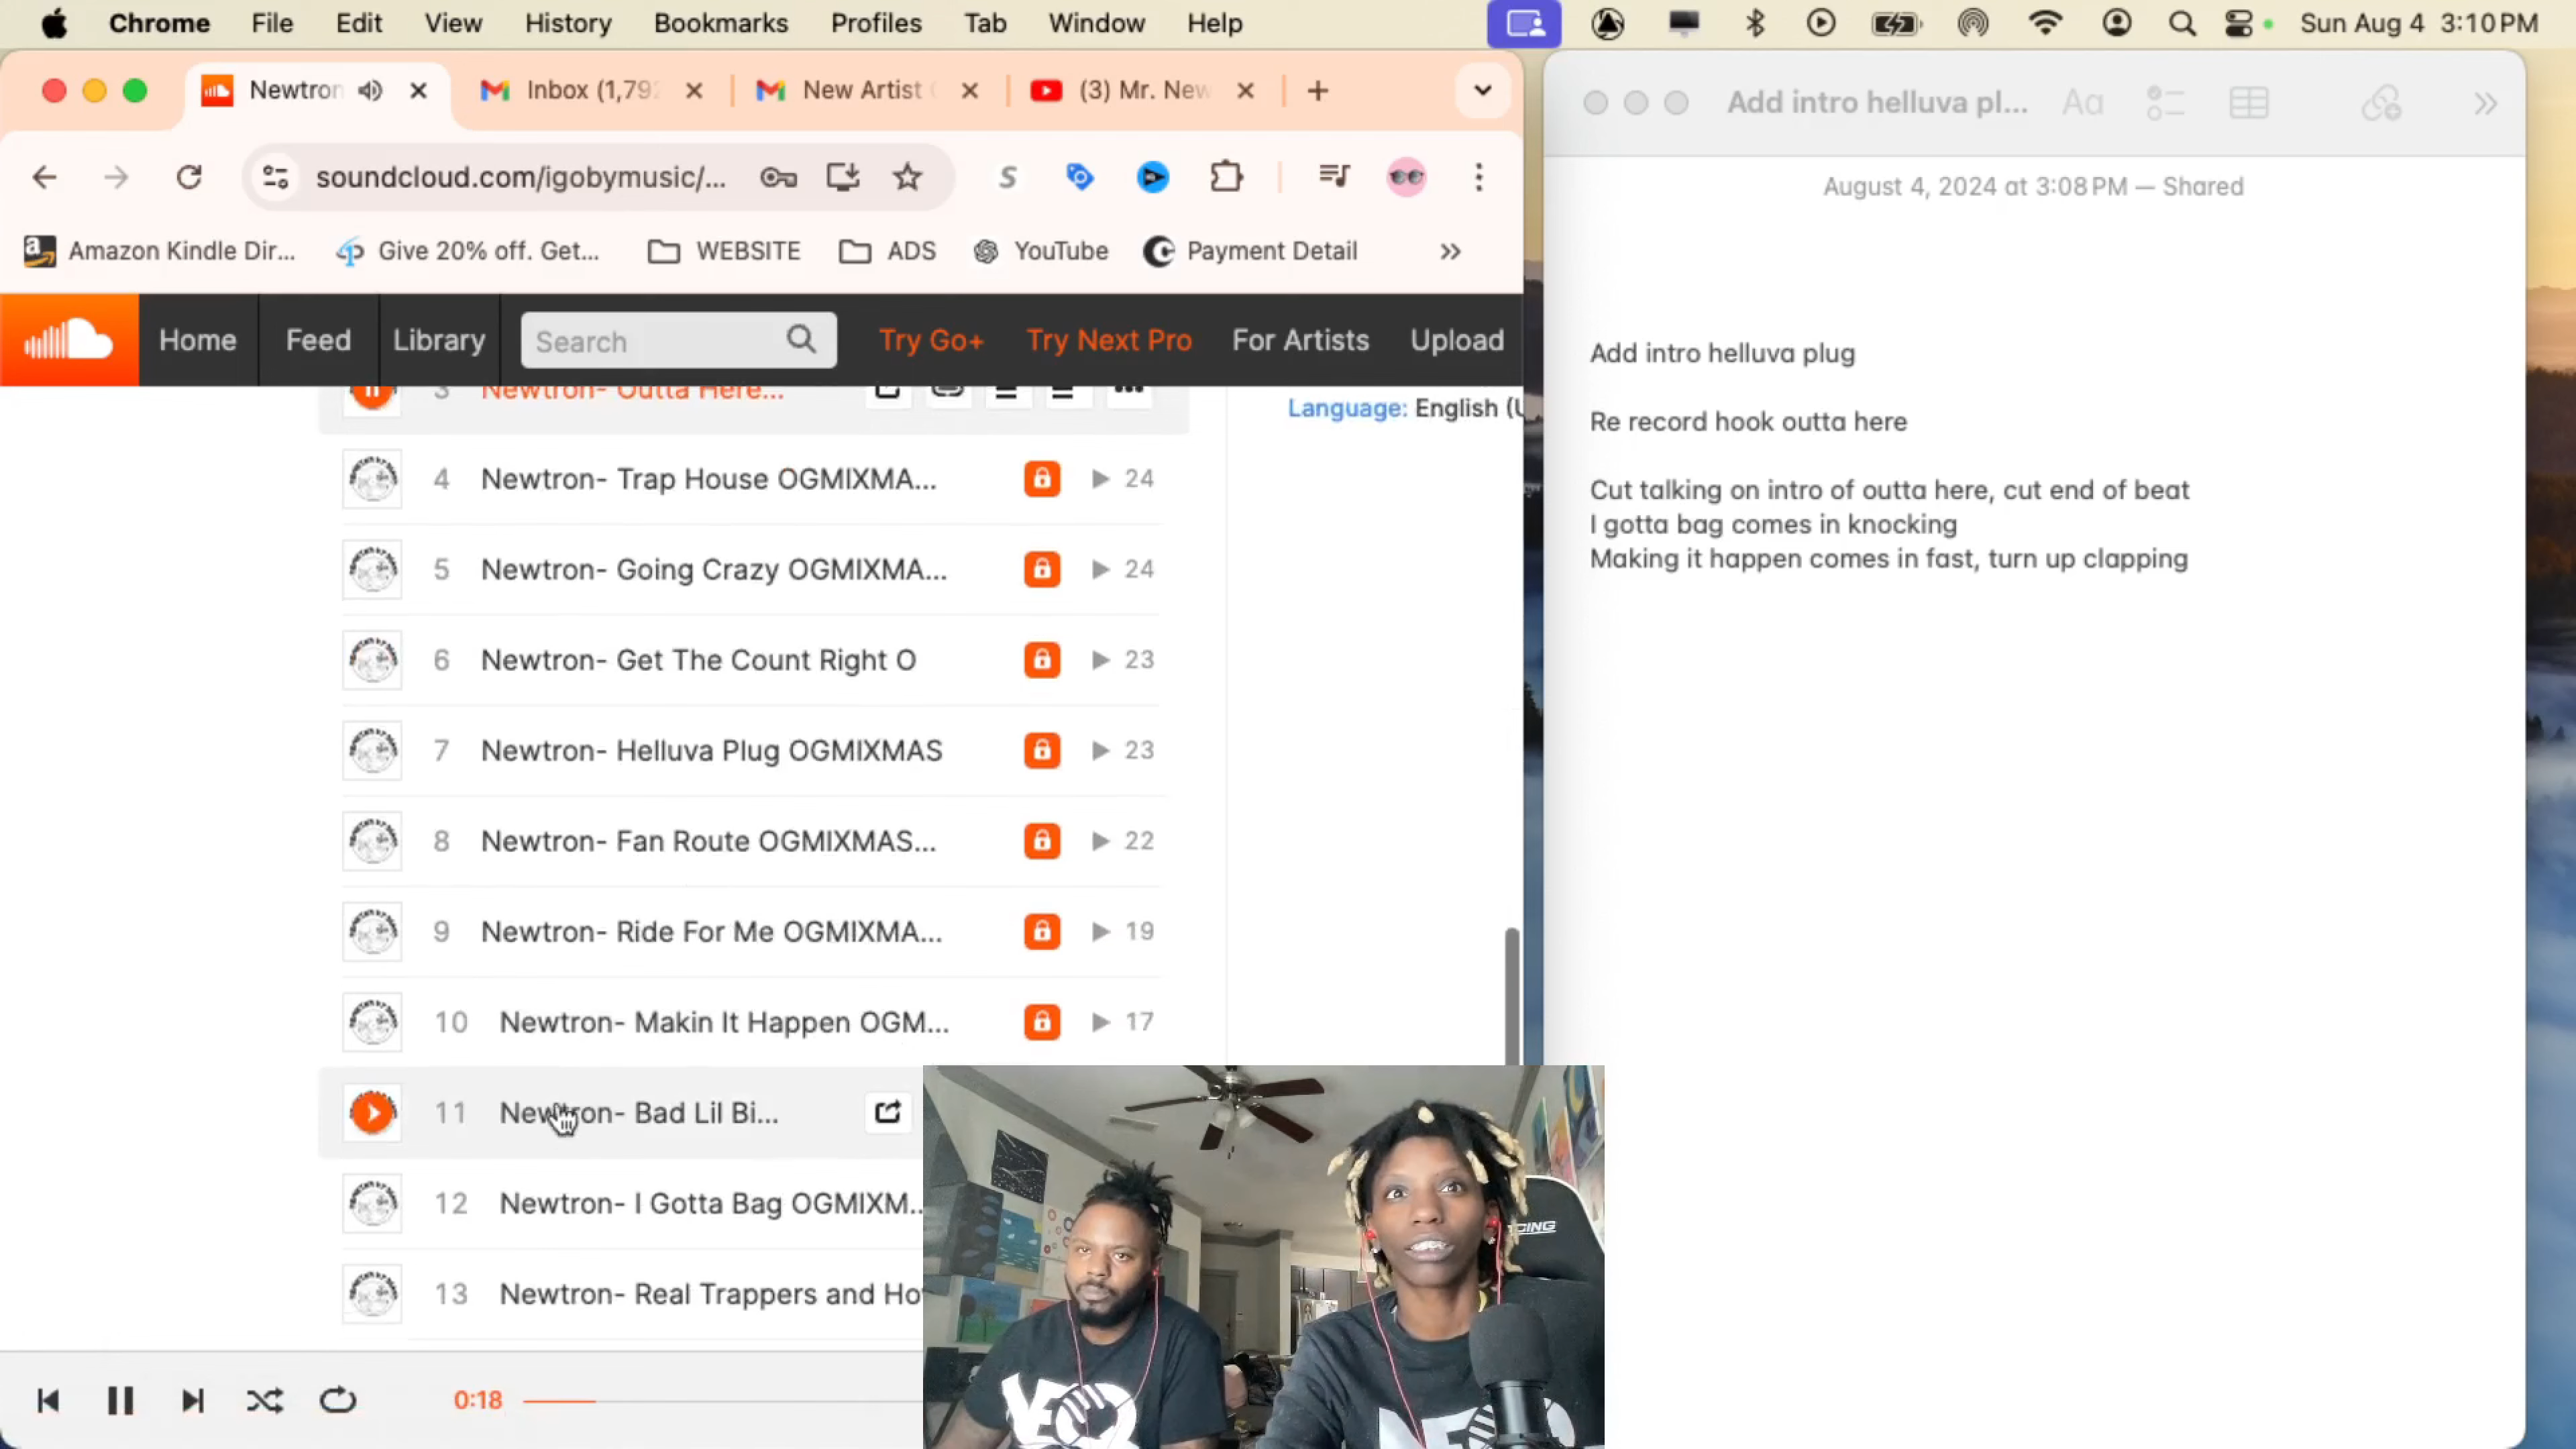 Chrome File Edit View History Bookmarks Profiles Tab Window Help Sun Aug 4 3:10 PM
Newtron Inbox (1,79 New Artist (3) Mr. New
Add intro helluva pl... Aa
soundcloud.com/igobymusic/...
August 4, 2024 at 3:08 PM — Shared
Amazon Kindle Dir... Give 20% off. Get... WEBSITE ADS YouTube Payment Detail
Home Feed Library Search Try Go+ Try Next Pro For Artists Upload
3 Newtron- Outta Here...
Language: English (U
4 Newtron- Trap House OGMIXMA... 24
5 Newtron- Going Crazy OGMIXMA... 24
6 Newtron- Get The Count Right O 23
7 Newtron- Helluva Plug OGMIXMAS 23
8 Newtron- Fan Route OGMIXMAS... 22
9 Newtron- Ride For Me OGMIXMA... 19
10 Newtron- Makin It Happen OGM... 17
11 Newtron- Bad Lil Bi...
12 Newtron- I Gotta Bag OGMIXM..
13 Newtron- Real Trappers and Ho
0:18
Add intro helluva plug
Re record hook outta here
Cut talking on intro of outta here, cut end of beat
I gotta bag comes in knocking
Making it happen comes in fast, turn up clapping